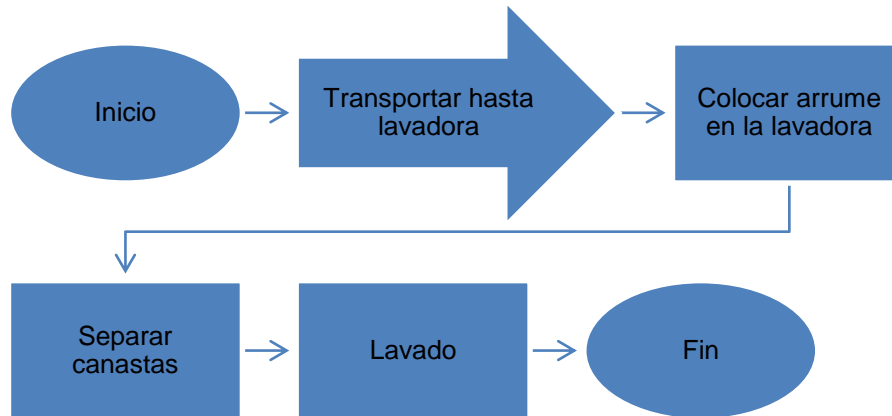 Inicio
Transportar hasta
lavadora
Colocar arrume
en la lavadora
Separar
canastas
Lavado
Fin